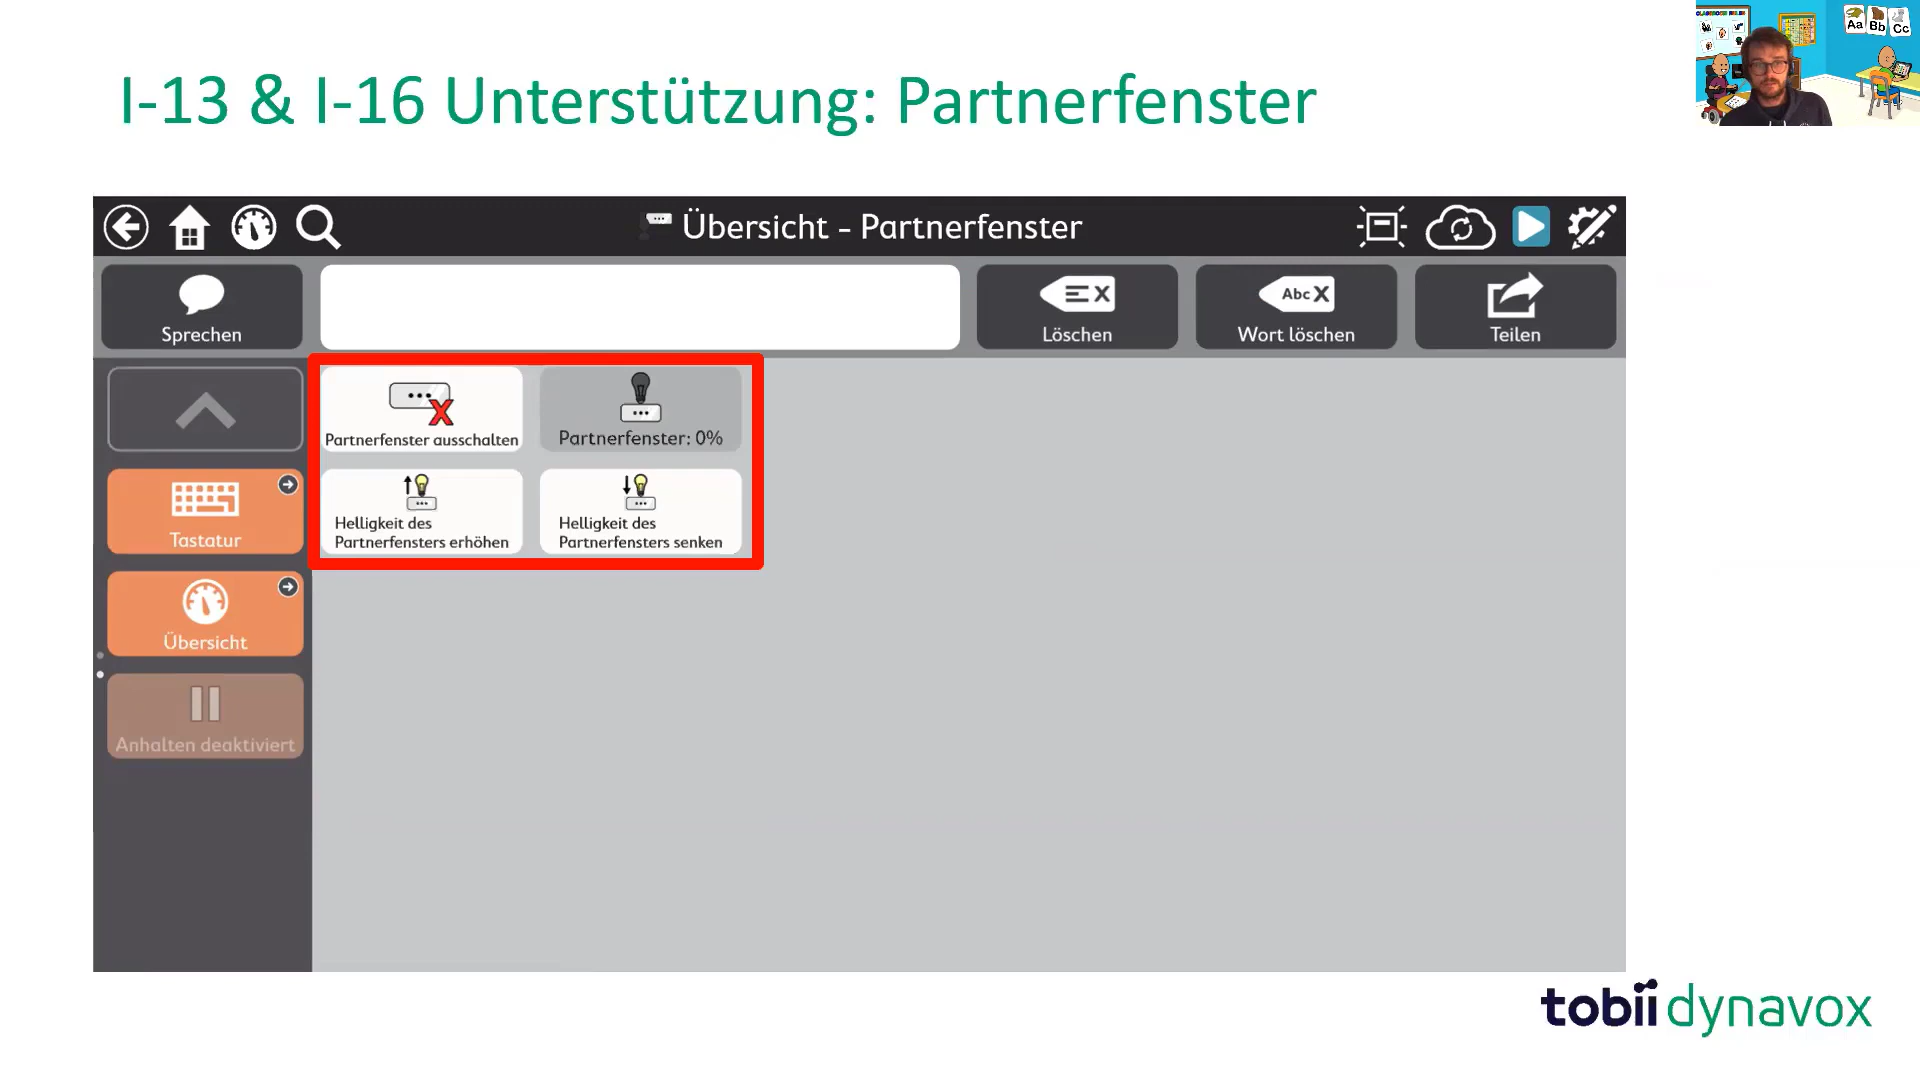 I-13 & I-16 Unterstützung: Partnerfenster
Aa Bb Cc
Übersicht - Partnerfenster
Sprechen
Löschen
Abc X
Wort löschen
Teilen
Partnerfenster ausschalten
Partnerfenster: 0%
Helligkeit des
Partnerfensters erhöhen
Helligkeit des
Partnerfensters senken
Tastatur
Übersicht
Anhalten deaktiviert
tobii dynavox